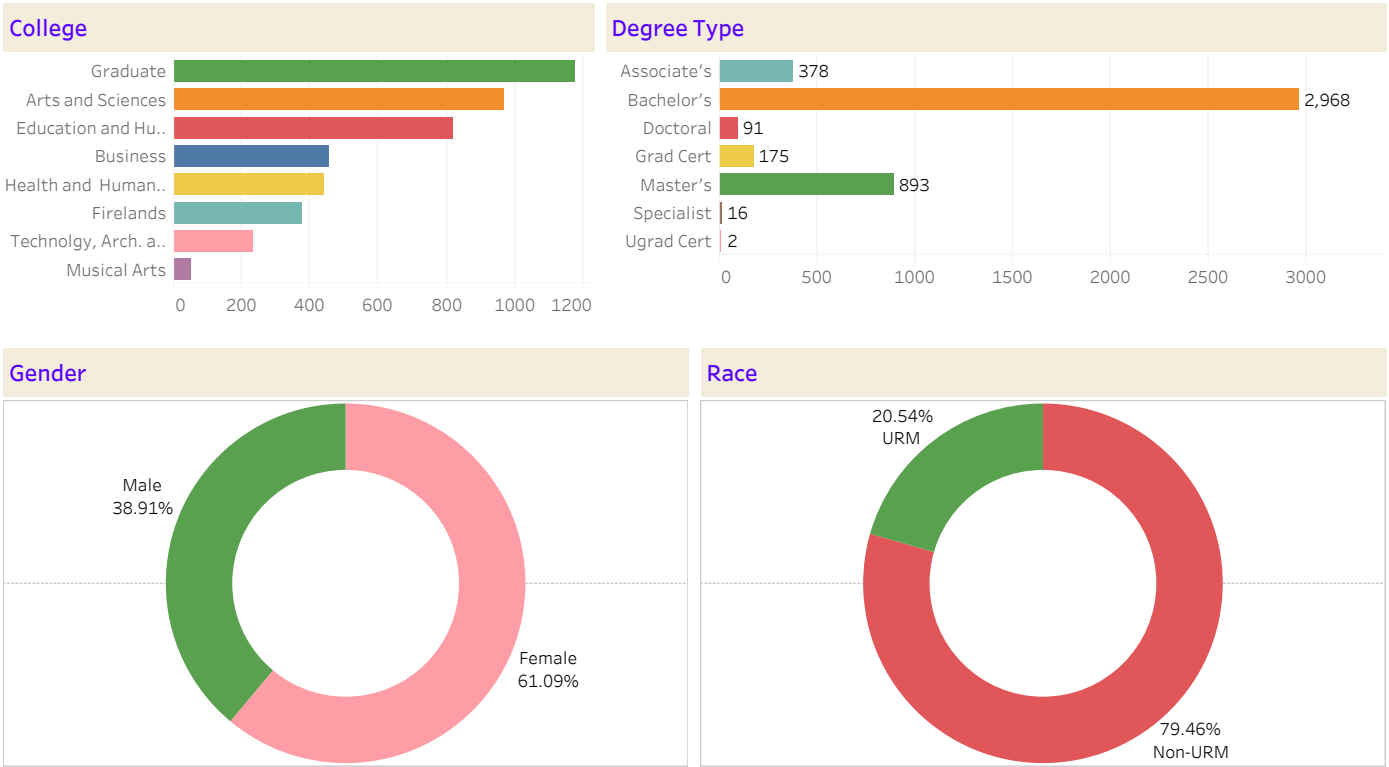 College
Graduate
Arts and Sciences
Education and Hu..
Business
Health and Human..
Firelands
Technolgy, Arch. a..
Musical Arts
0 200 400 600 800 1000 1200
Degree Type
Associate's 378
Bachelor's 2,968
Doctoral 91
Grad Cert 175
Master's 893
Specialist 16
Ugrad Cert 2
0 500 1000 1500 2000 2500 3000
Gender
Male
38.91%
Female
61.09%
Race
20.54%
URM
79.46%
Non-URM